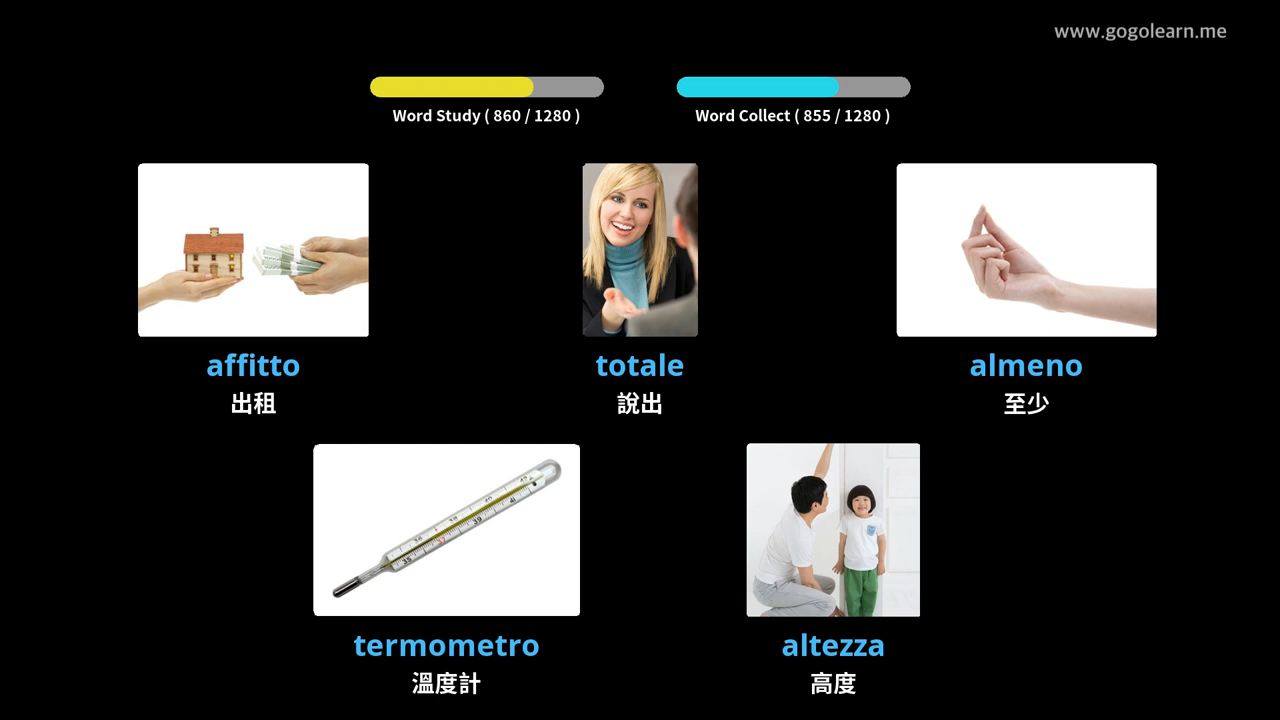 www.gogolearn.me
Word Study ( 860 / 1280 )
Word Collect ( 855 / 1280 )
affitto
出租
totale
說出
almeno
至少
termometro
溫度計
altezza
高度